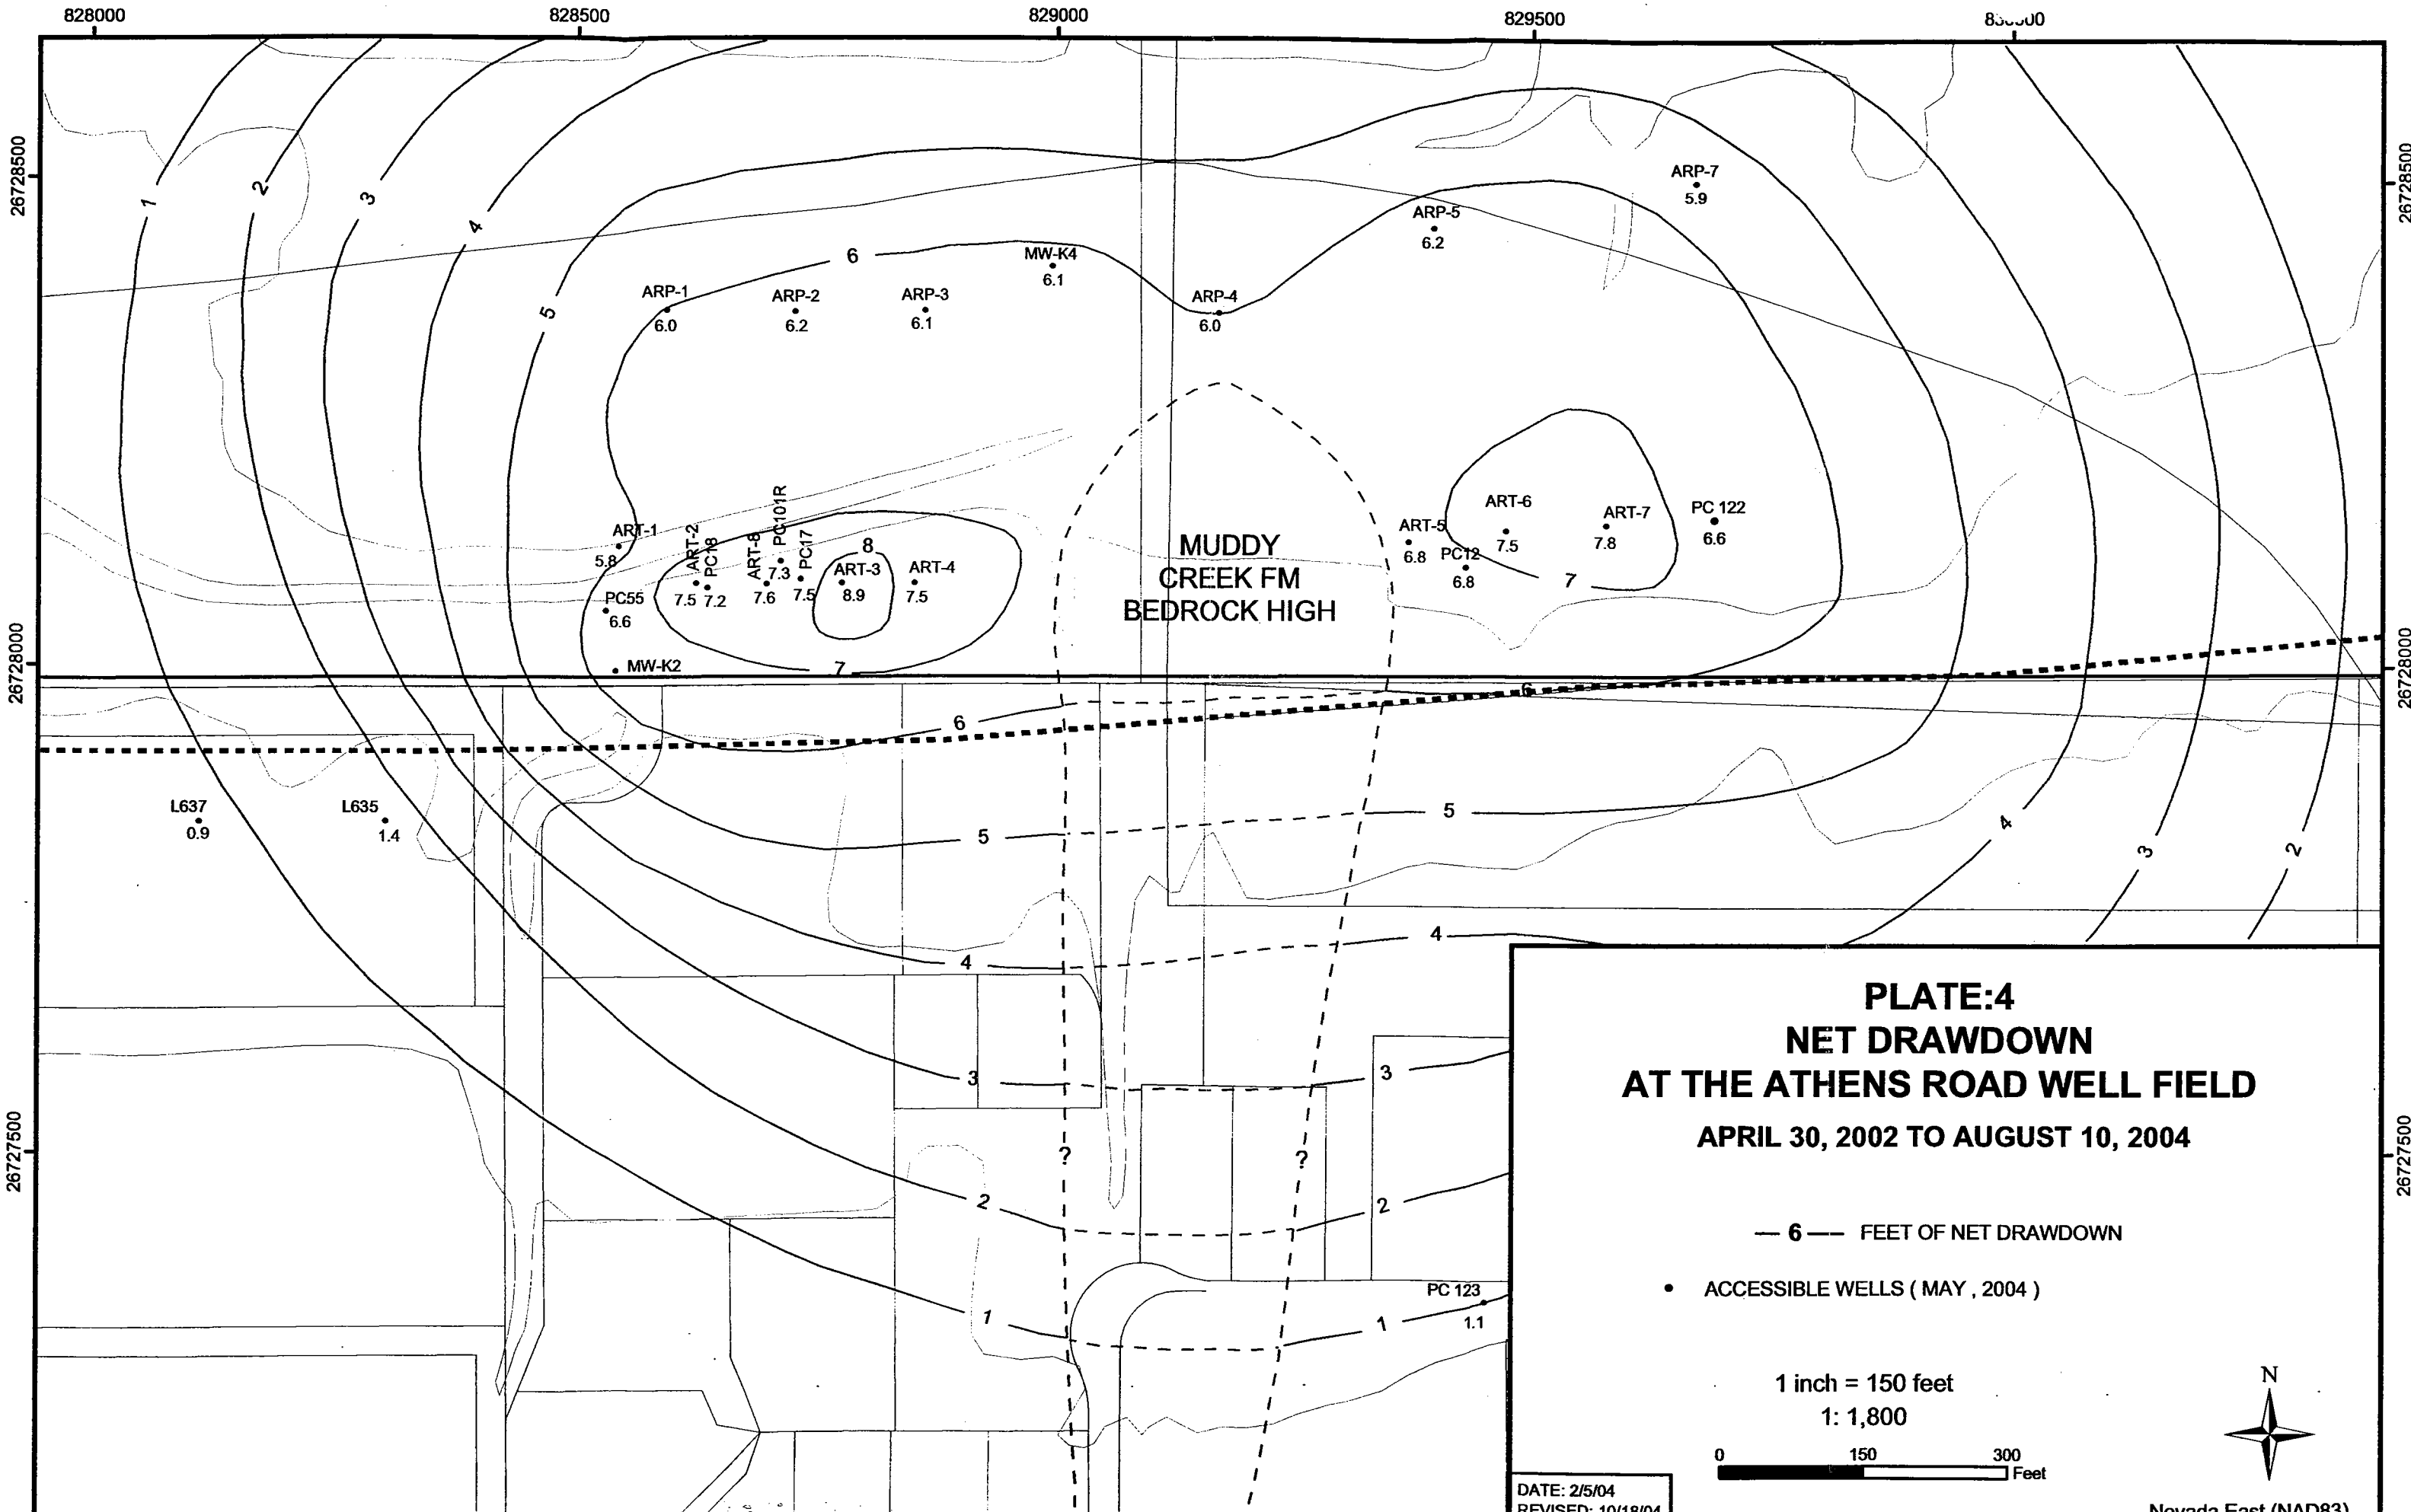 828000 828500 829000 829500
26728500
26728500
26728000
26728000
26727500
26727500
1
2
3
4
5
6
ARP-1
6.0
ARP-2
6.2
ARP-3
6.1
MW-K4
6.1
ARP-4
6.0
ARP-5
6.2
ARP-7
5.9
ART-1
5.8
PC55
6.6
MW-K2
ART-2
7.5
PC18
7.2
ART-8
7.6
PC101R
7.3
PC17
7.5
8
ART-3
8.9
ART-4
7.5
7
MUDDY
CREEK FM
BEDROCK HIGH
ART-5
6.8
PC12
6.8
ART-6
7.5
ART-7
7.8
PC 122
6.6
7
6
6
L637
0.9
L635
1.4
5
5
4
3
2
4
4
3
3
?
?
2
2
1
1
PC 123
1.1
PLATE:4
NET DRAWDOWN
AT THE ATHENS ROAD WELL FIELD
APRIL 30, 2002 TO AUGUST 10, 2004
— 6 — FEET OF NET DRAWDOWN
• ACCESSIBLE WELLS ( MAY , 2004 )
1 inch = 150 feet
1: 1,800
0 150 300
Feet
N
DATE: 2/5/04
REVISED: 10/18/04
Nevada East (NAD83)